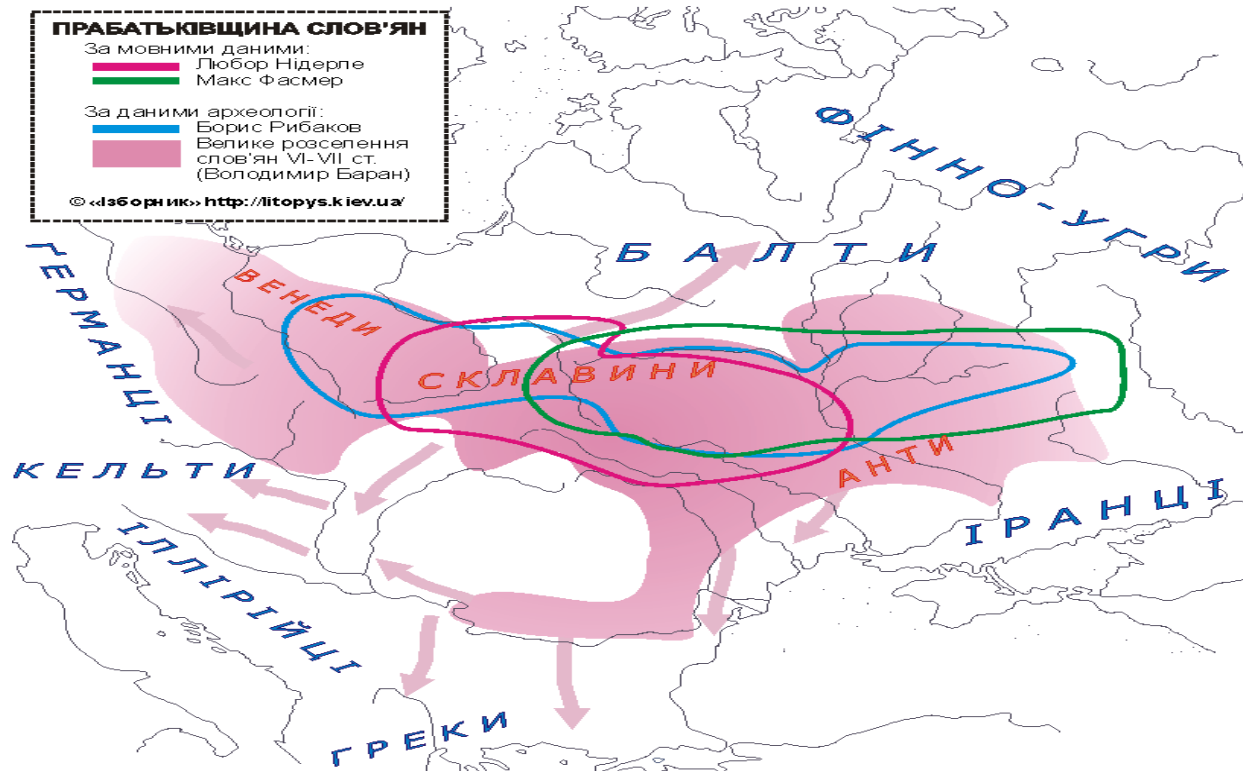 ПРАБАТЬКІВЩИНА СЛОВ'ЯН
За мовними даними:
Любор Нідерле
Макс Фасмер
За даними археології:
Борис Рибаков
Велике розселення
слов'ян VI-VII ст.
(Володимир Баран)
© «Ізборник» http://litopys.kiev.ua/
ФІННО-УГРИ
БАЛТИ
ҐЕРМАНЦІ
ВЕНЕДИ
СКЛАВИНИ
АНТИ
КЕЛЬТИ
ІРАНЦІ
ІЛЛІРІЙЦІ
ГРЕКИ